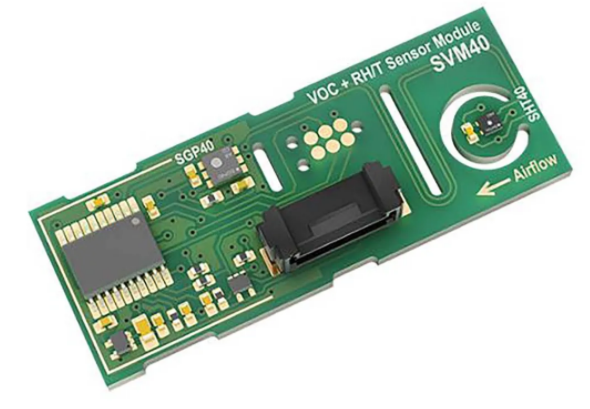 VOC + RH/T Sensor Module
SVM40
SHT40
SGP40
← Airflow